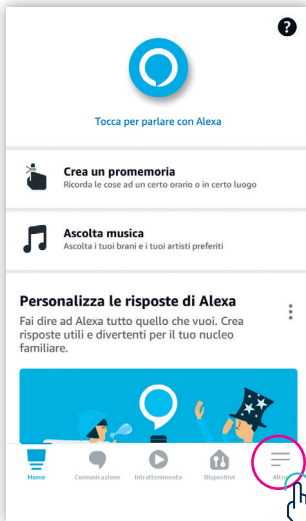 ?
Tocca per parlare con Alexa
Crea un promemoria
Ricorda le cose ad un certo orario o in certo luogo
Ascolta musica
Ascolta i tuoi brani e i tuoi artisti preferiti
Personalizza le risposte di Alexa
Fai dire ad Alexa tutto quello che vuoi. Crea
risposte utili e divertenti per il tuo nucleo
familiare.
Home Comunicazione Intrattenimento Dispositivi Altro